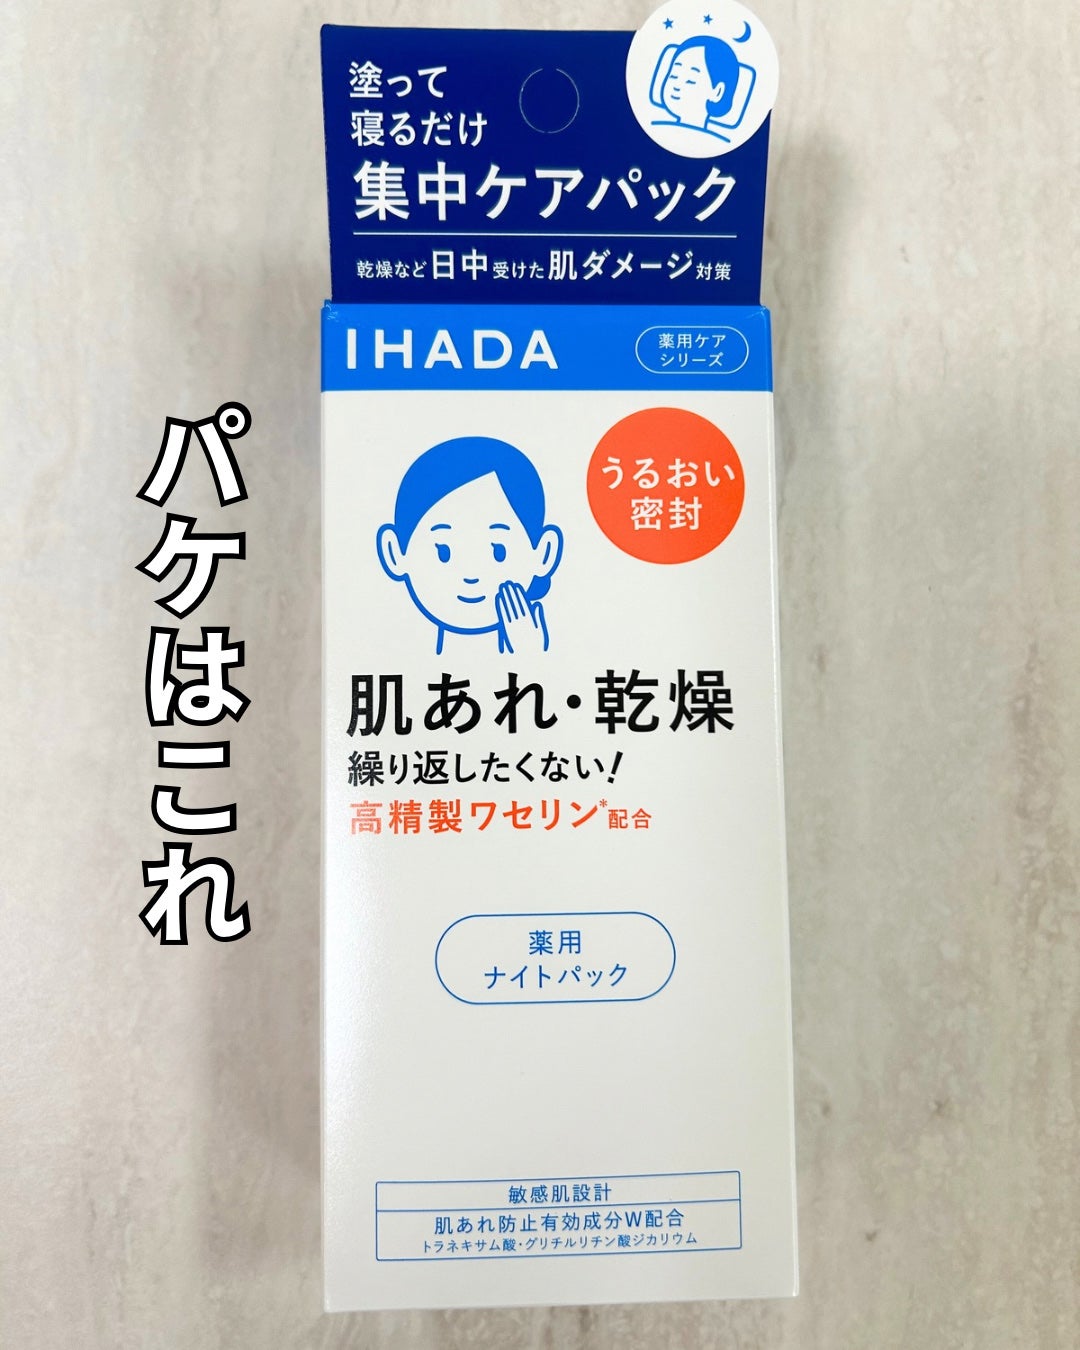 塗って
寝るだけ
集中ケアパック
乾燥など日中受けた肌ダメージ対策
IHADA
薬用ケア
シリーズ
うるおい
密封
パケはこれ
肌あれ・乾燥
繰り返したくない!
高精製ワセリン*配合
薬用
ナイトパック
敏感肌設計
肌あれ防止有効成分W配合
トラネキサム酸・グリチルリチン酸ジカリウム